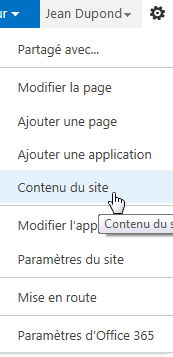 ur Jean Dupond
Partagé avec...
Modifier la page
Ajouter une page
Ajouter une application
Contenu du site
Modifier l'app
Contenu du s
Paramètres du site
Mise en route
Paramètres d'Office 365